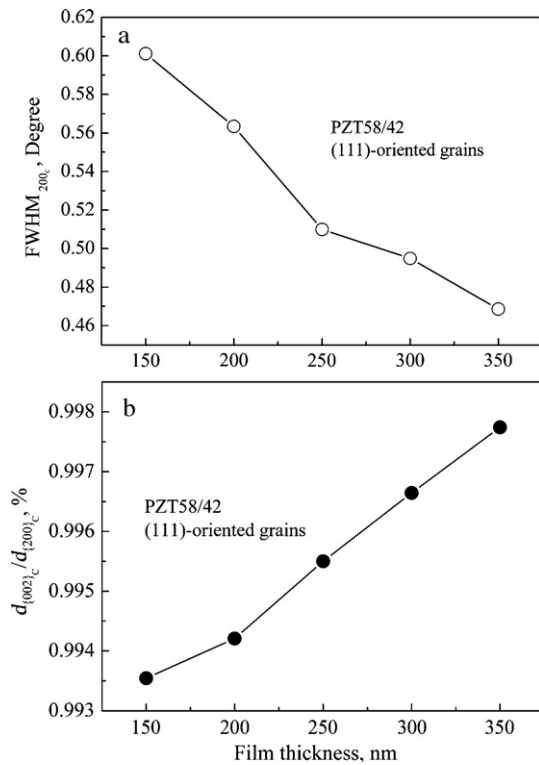 0.62
a
0.60
0.58
0.56
0.54
0.51
0.50
0.48
0.46
FWHM200c, Degree
PZT58/42
(111)-oriented grains
150 200 250 300 350
b
0.998
0.997
0.996
0.995
0.994
0.993
d{002}C/d{200}C, %
PZT58/42
(111)-oriented grains
150 200 250 300 350
Film thickness, nm